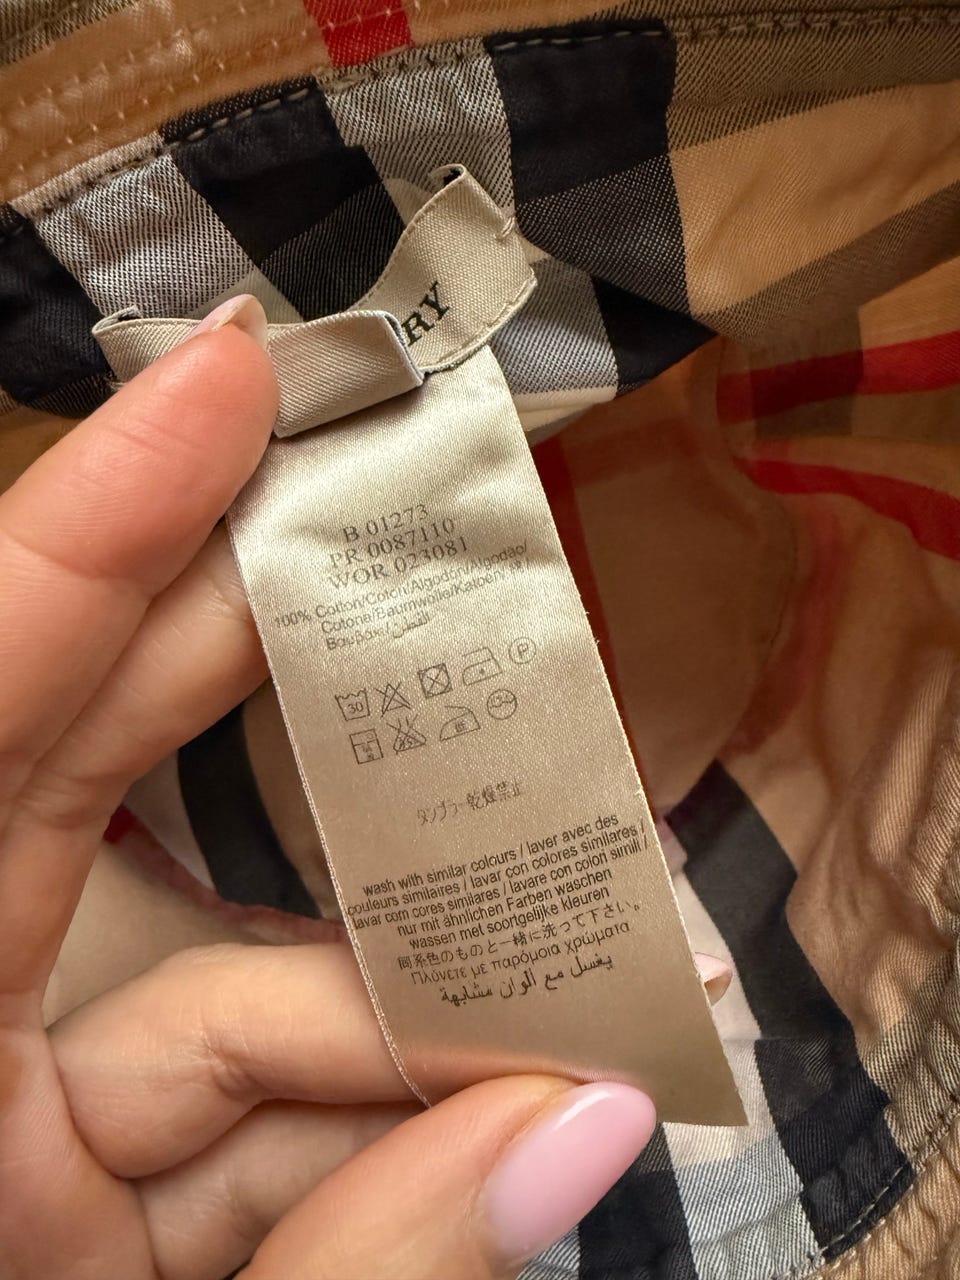 RY
B 01273
PR 0087110
WOR 023081
100% Cotton/Coton/Algodón/Algodão/
Cotone/Baumwolle/Katoen/
Βαμβάκι/القطن
30
P
タンブラー乾燥禁止
wash with similar colours / laver avec des
couleurs similaires / lavar con colores similares /
lavar com cores similares / lavare con colori simili /
nur mit ähnlichen Farben waschen
wassen met soortgelijke kleuren
同系色のものと一緒に洗って下さい。
Πλύνετε με παρόμοια χρώματα
يغسل مع ألوان مشابهة